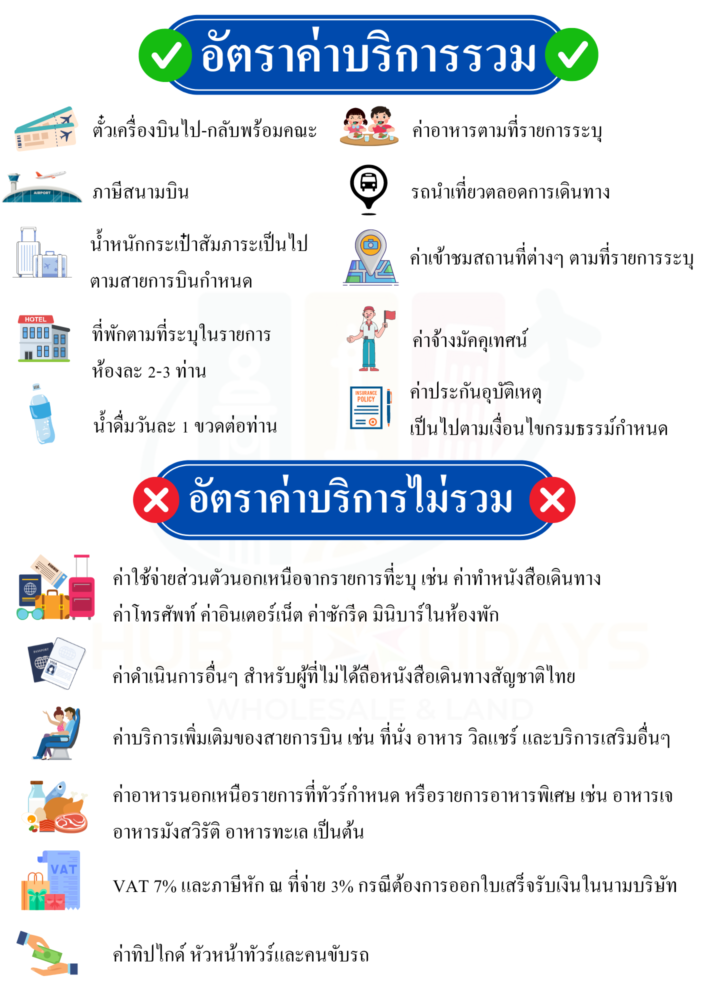 อัตราค่าบริการรวม
ตั๋วเครื่องบินไป-กลับพร้อมคณะ
ค่าอาหารตามที่รายการระบุ
AIRPORT
ภาษีสนามบิน
รถนำเที่ยวตลอดการเดินทาง
น้ำหนักกระเป๋าสัมภาระเป็นไป
ตามสายการบินกำหนด
ค่าเข้าชมสถานที่ต่างๆ ตามที่รายการระบุ
HOTEL
ที่พักตามที่ระบุในรายการ
ห้องละ 2-3 ท่าน
ค่าจ้างมัคคุเทศน์
น้ำดื่มวันละ 1 ขวดต่อท่าน
INSURANCE
POLICY
ค่าประกันอุบัติเหตุ
เป็นไปตามเงื่อนไขกรมธรรม์กำหนด
อัตราค่าบริการไม่รวม
ค่าใช้จ่ายส่วนตัวนอกเหนือจากรายการที่ะบุ เช่น ค่าทำหนังสือเดินทาง
ค่าโทรศัพท์ ค่าอินเตอร์เน็ต ค่าซักรีด มินิบาร์ในห้องพัก
HUB HOLIDAYS
PASSPORT
VISA
ค่าดำเนินการอื่นๆ สำหรับผู้ที่ไม่ได้ถือหนังสือเดินทางสัญชาติไทย
WHOLESALE & LAND
ค่าบริการเพิ่มเติมของสายการบิน เช่น ที่นั่ง อาหาร วิลแชร์ และบริการเสริมอื่นๆ
ค่าอาหารนอกเหนือรายการที่ทัวร์กำหนด หรือรายการอาหารพิเศษ เช่น อาหารเจ
อาหารมังสวิรัติ อาหารทะเล เป็นต้น
VAT
VAT 7% และภาษีหัก ณ ที่จ่าย 3% กรณีต้องการออกใบเสร็จรับเงินในนามบริษัท
ค่าทิปไกด์ หัวหน้าทัวร์และคนขับรถ